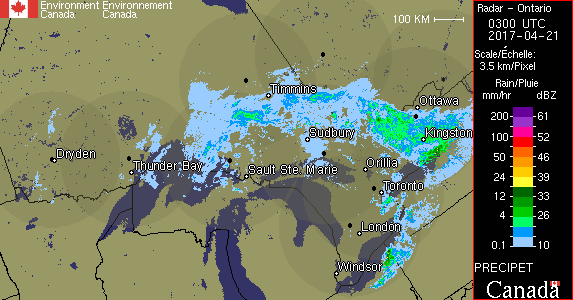 Environment Environnement
Canada Canada
100 KM
Radar - Ontario
0300 UTC
2017-04-21
Scale/Échelle:
3.5 km/Pixel
Rain/Pluie
mm/hr dBZ
200 61
100 52
50 46
24 39
12 33
4 26
0.1 10
PRECIPET
Canada
Timmins
Ottawa
Sudbury
Kingston
Dryden
Thunder Bay
Sault Ste. Marie
Orillia
Toronto
London
Windsor